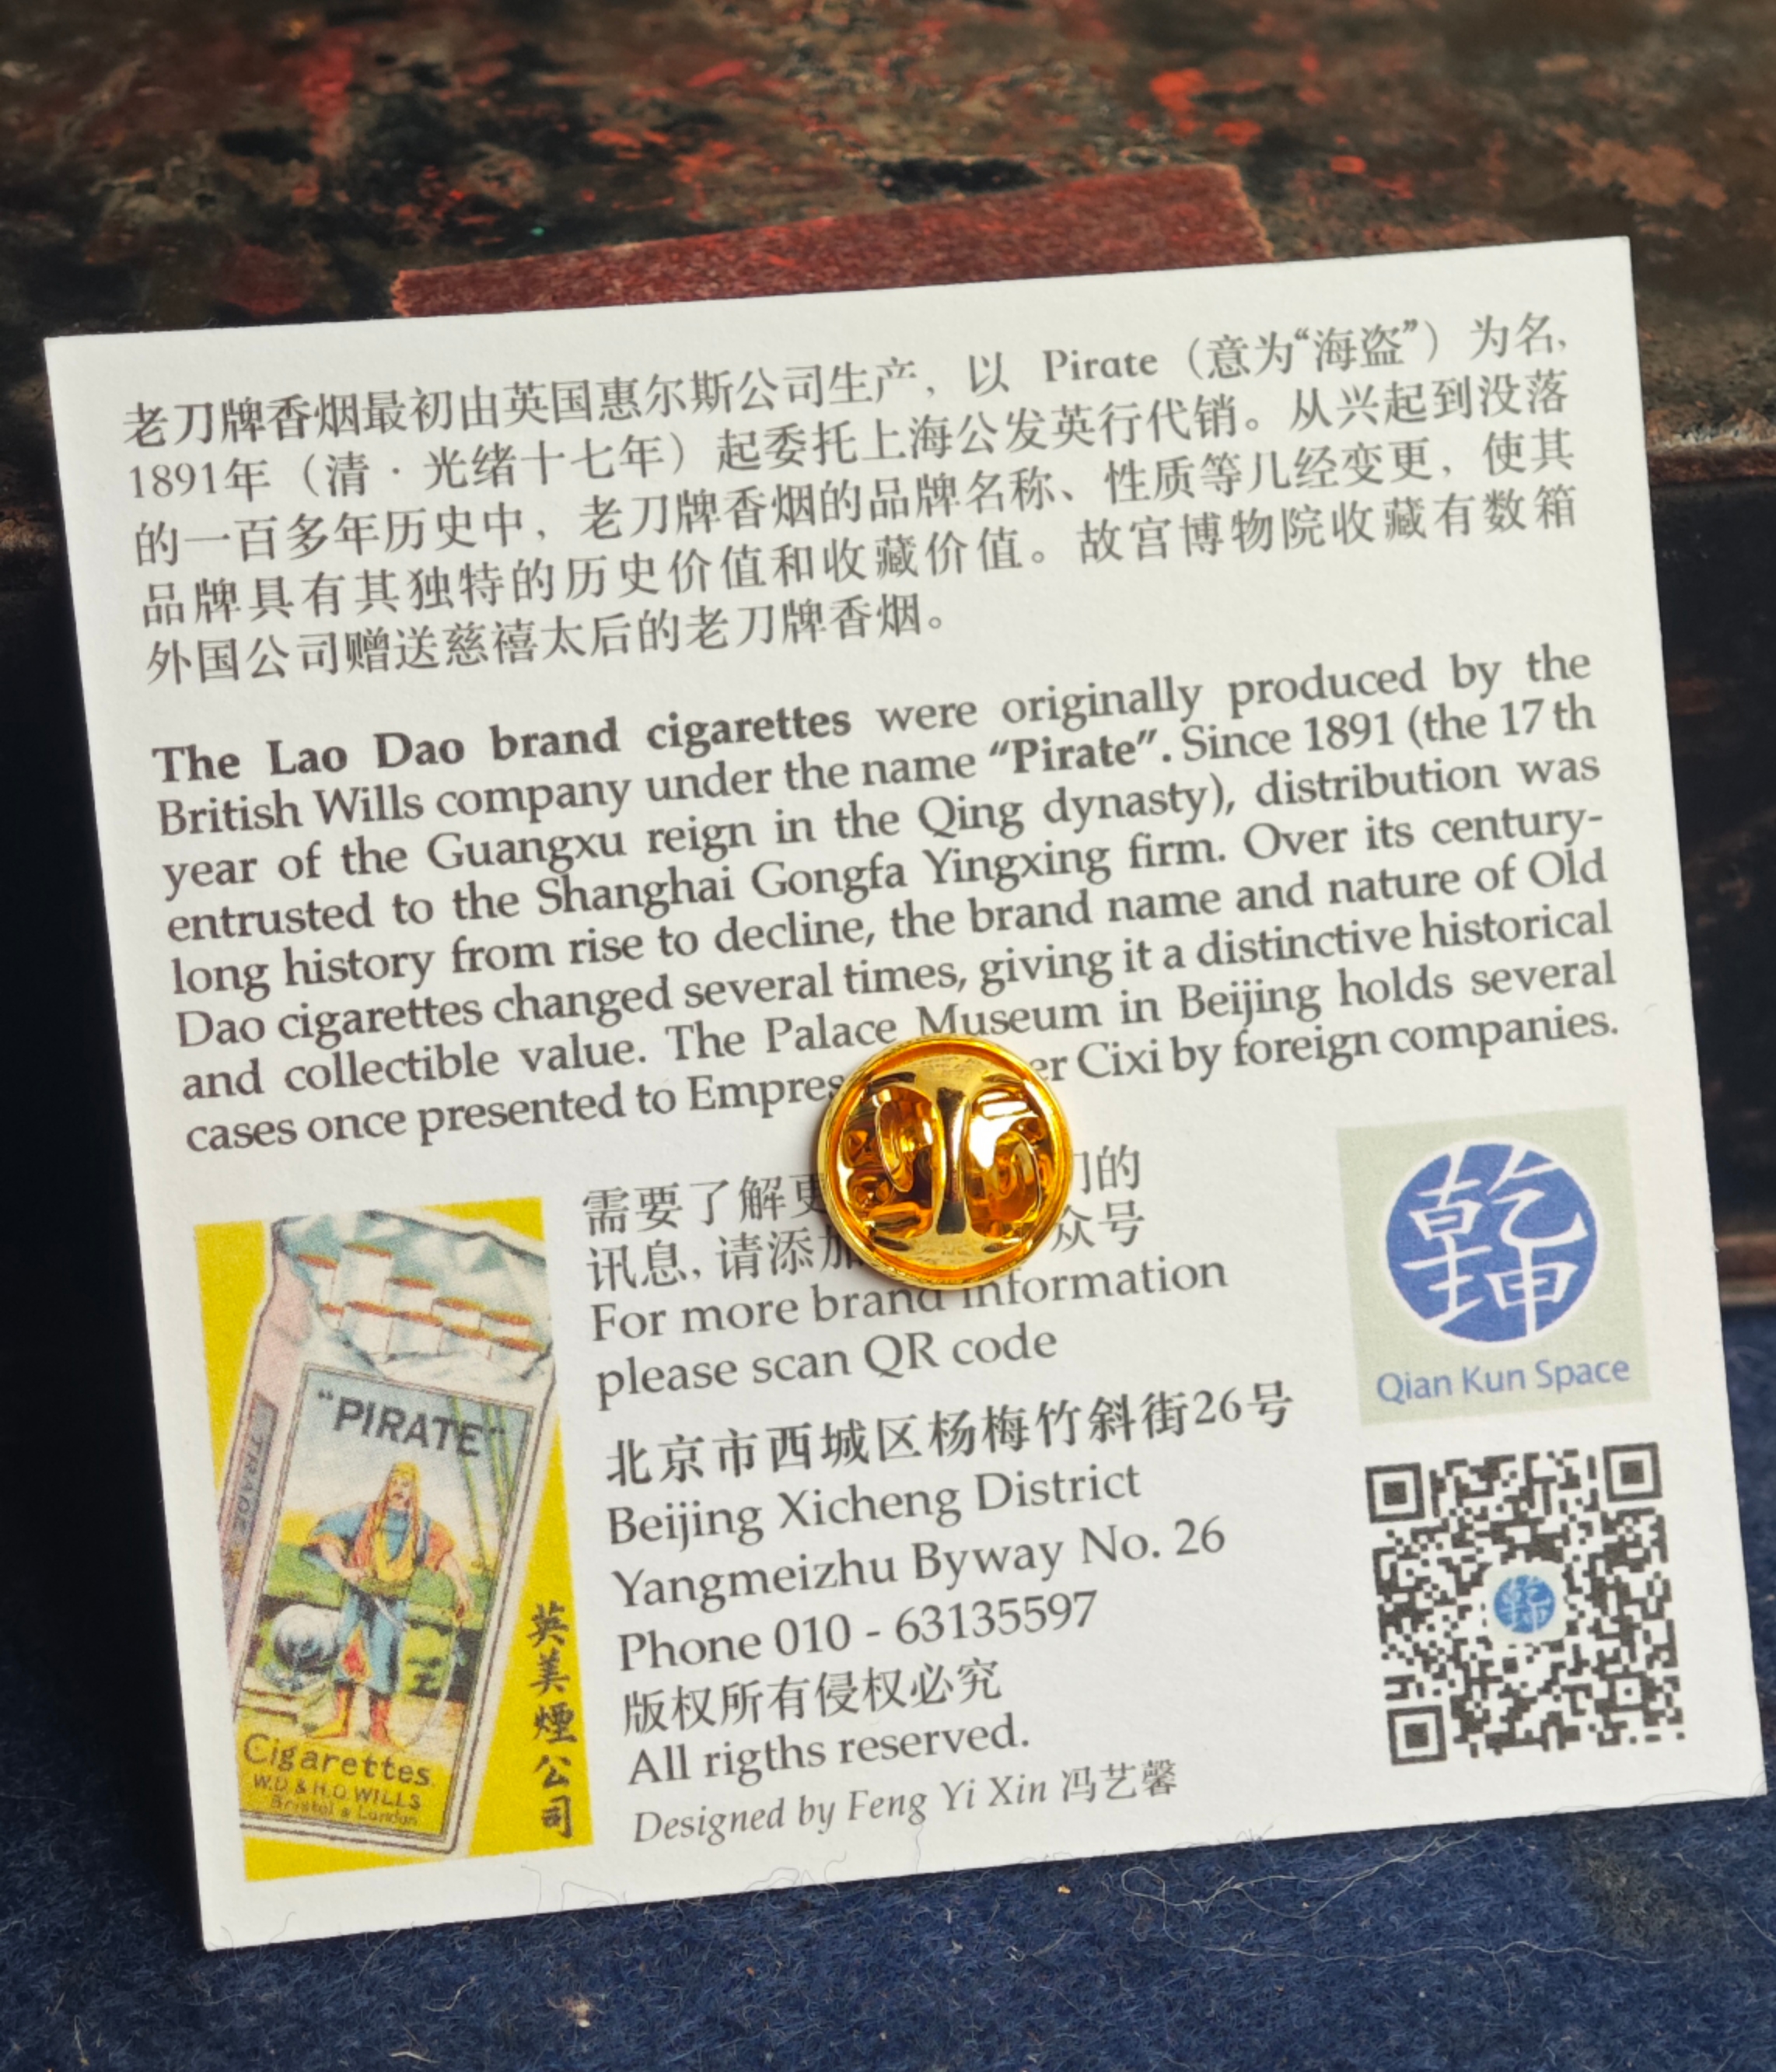 老刀牌香烟最初由英国惠尔斯公司生产，以 Pirate（意为“海盗”）为名，
1891年（清·光绪十七年）起委托上海公发英行代销。从兴起到没落
的一百多年历史中，老刀牌香烟的品牌名称、性质等几经变更，使其
品牌具有其独特的历史价值和收藏价值。故宫博物院收藏有数箱
外国公司赠送慈禧太后的老刀牌香烟。
The Lao Dao brand cigarettes were originally produced by the
British Wills company under the name “Pirate”. Since 1891 (the 17 th
year of the Guangxu reign in the Qing dynasty), distribution was
entrusted to the Shanghai Gongfa Yingxing firm. Over its century-
long history from rise to decline, the brand name and nature of Old
Dao cigarettes changed several times, giving it a distinctive historical
and collectible value. The Palace Museum in Beijing holds several
cases once presented to Empres er Cixi by foreign companies.
需要了解更 们的
讯息, 请添加 众号
For more brand information
please scan QR code
北京市西城区杨梅竹斜街26号
Beijing Xicheng District
Yangmeizhu Byway No. 26
Phone 010 - 63135597
版权所有侵权必究
All rigths reserved.
Designed by Feng Yi Xin 冯艺馨
"PIRATE"
TRADE
Cigarettes
W.D. & H.O. WILLS
Bristol & London
英美煙公司
乾坤
Qian Kun Space
乾坤